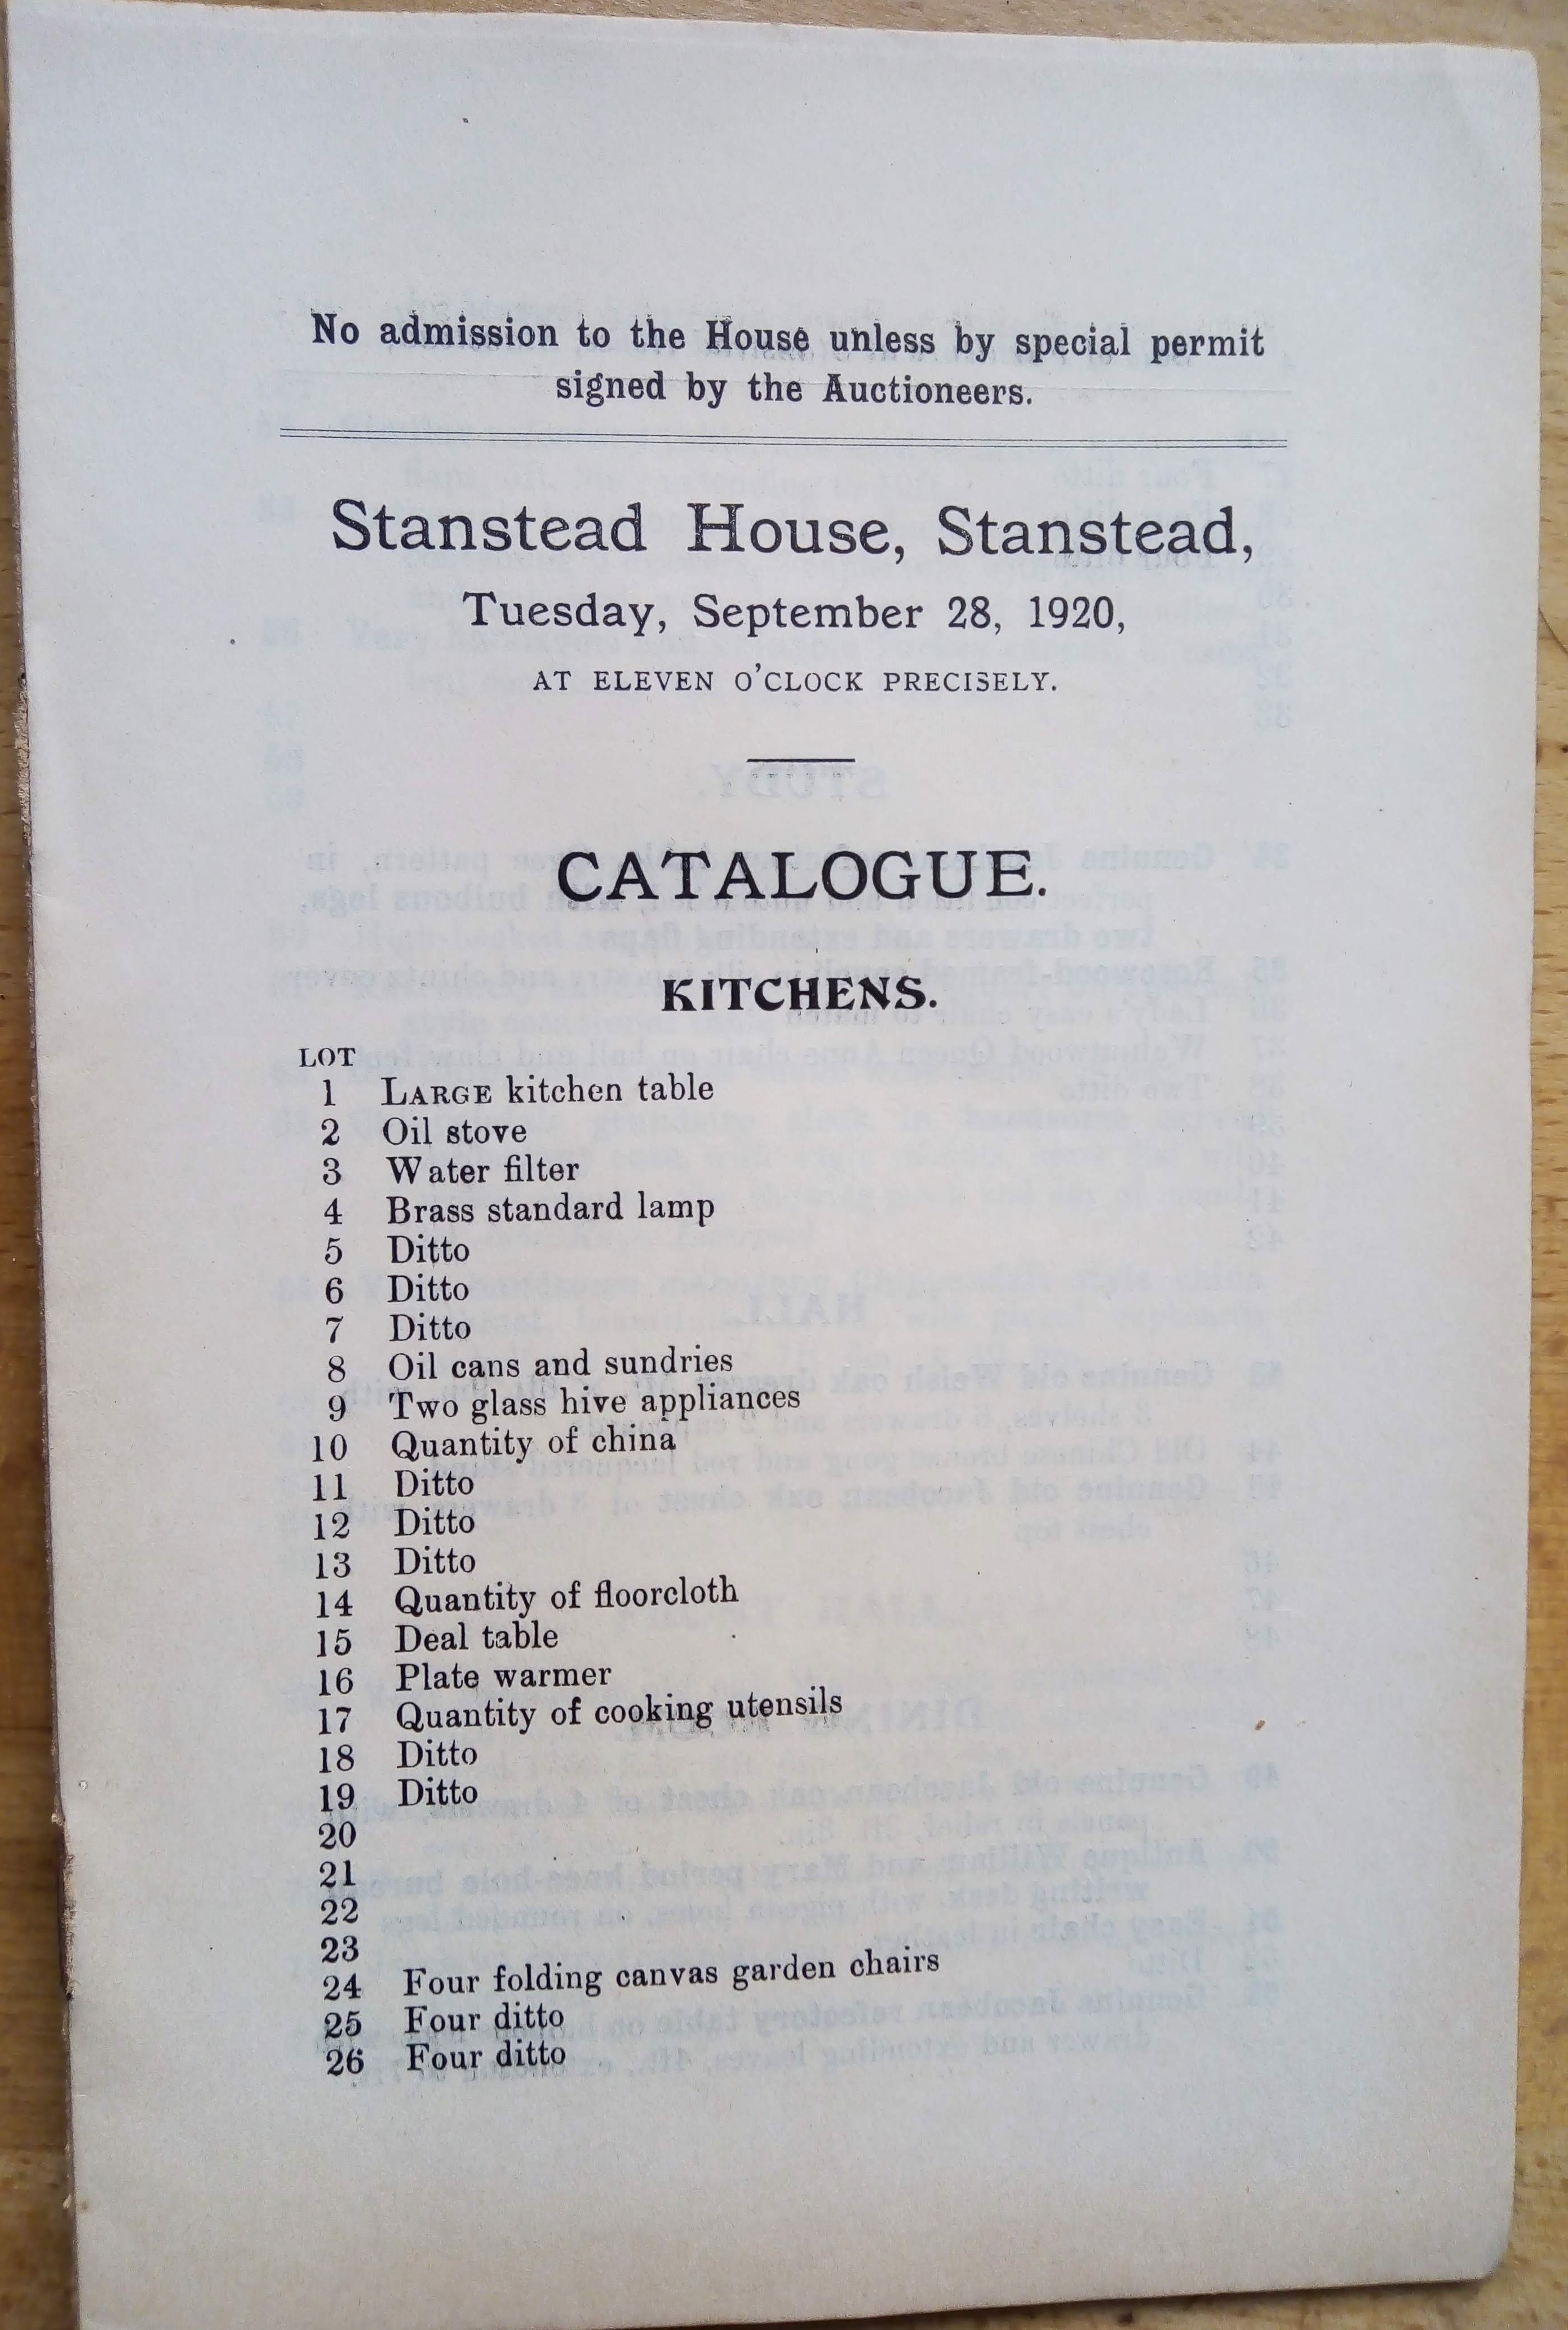 No admission to the House unless by special permit
signed by the Auctioneers.
Stanstead House, Stanstead,
Tuesday, September 28, 1920,
AT ELEVEN O'CLOCK PRECISELY.
CATALOGUE.
KITCHENS.
LOT
1 LARGE kitchen table
2 Oil stove
3 Water filter
4 Brass standard lamp
5 Ditto
6 Ditto
7 Ditto
8 Oil cans and sundries
9 Two glass hive appliances
10 Quantity of china
11 Ditto
12 Ditto
13 Ditto
14 Quantity of floorcloth
15 Deal table
16 Plate warmer
17 Quantity of cooking utensils
18 Ditto
19 Ditto
20
21
22
23
24 Four folding canvas garden chairs
25 Four ditto
26 Four ditto